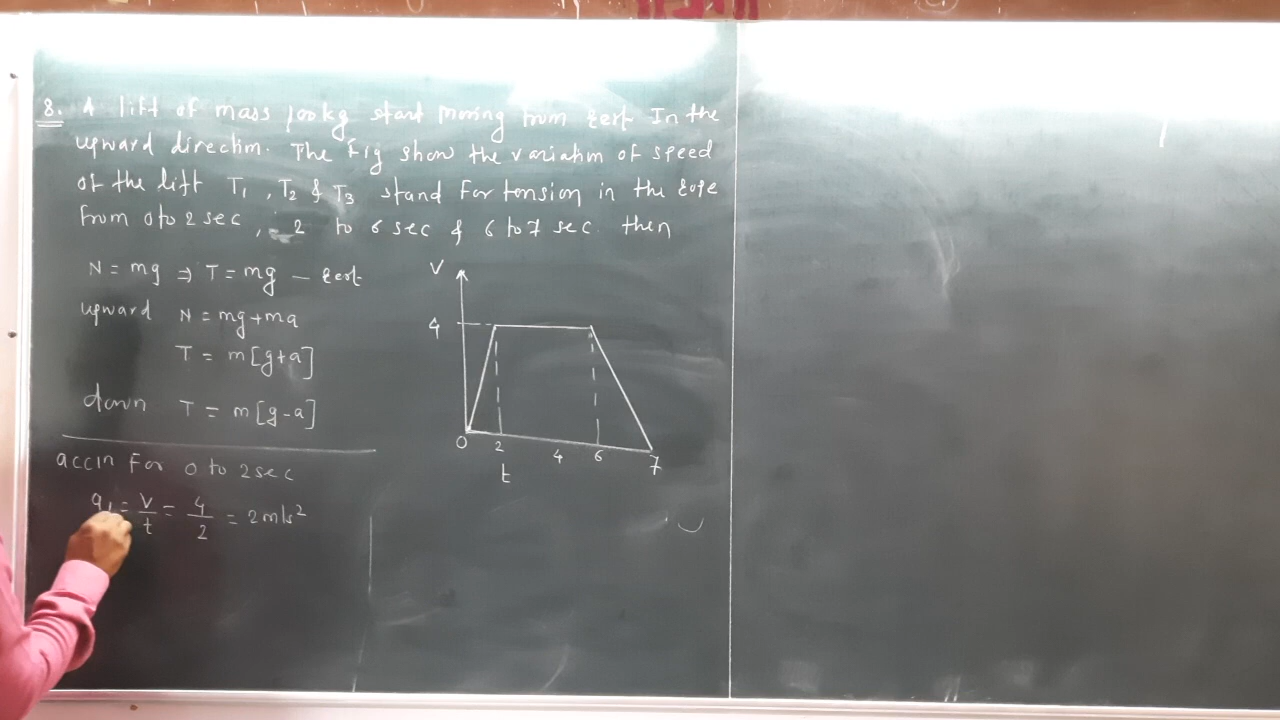 8. A lift of mass 100kg start moving from rest In the
upward direction. The fig show the variation of speed
of the lift T₁, T₂ & T₃ stand For tension in the rope
from 0 to 2 sec, 2 to 6 sec & 6 to 7 sec then
N = mg ⇒ T = mg — rest
upward N = mg+ma
T = m[g+a]
down T = m[g-a]
accln For 0 to 2sec
a₁ = v/t = 4/2 = 2m/s²
V
4
0 2 4 6 7
t